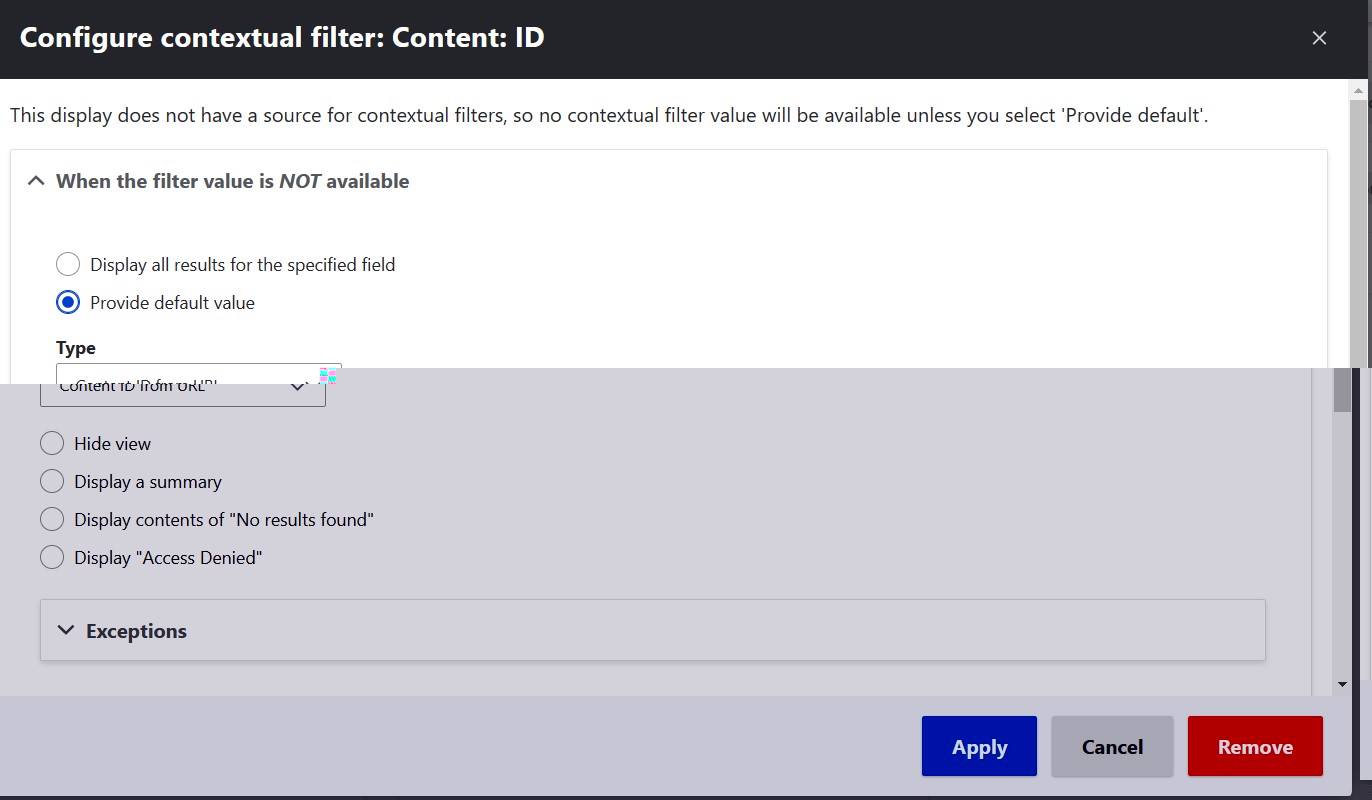 Configure contextual filter: Content: ID
This display does not have a source for contextual filters, so no contextual filter value will be available unless you select 'Provide default'.
When the filter value is NOT available
Display all results for the specified field
Provide default value
Type
Content ID from URL
Hide view
Display a summary
Display contents of "No results found"
Display "Access Denied"
Exceptions
Apply
Cancel
Remove